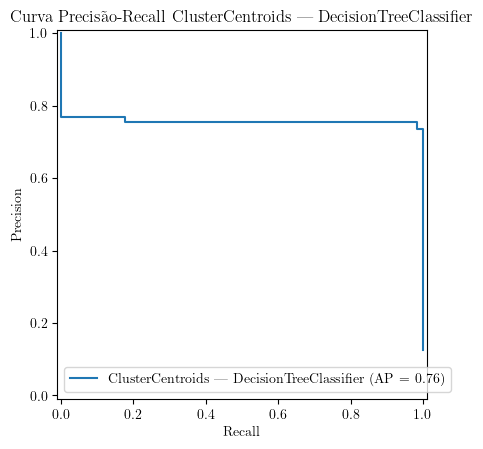 Curva Precisão-Recall ClusterCentroids — DecisionTreeClassifier
1.0
0.8
0.6
0.4
0.2
0.0
Precision
ClusterCentroids — DecisionTreeClassifier (AP = 0.76)
0.0 0.2 0.4 0.6 0.8 1.0
Recall